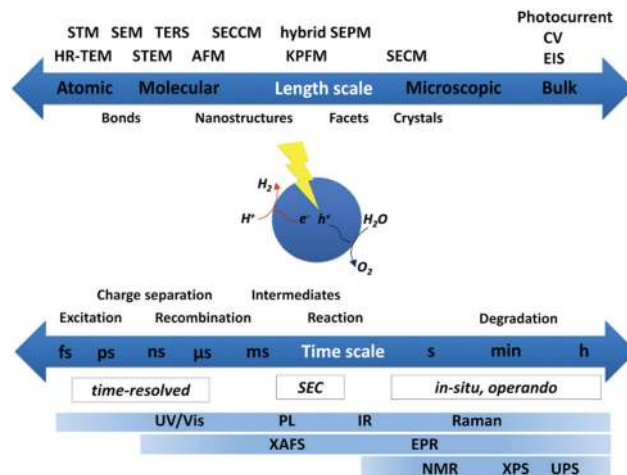 Photocurrent
STM SEM TERS SECCM hybrid SEPM CV
HR-TEM STEM AFM KPFM SECM EIS
Atomic Molecular Length scale Microscopic Bulk
Bonds Nanostructures Facets Crystals
H₂
H⁺ e⁻ h⁺ H₂O
O₂
Charge separation Intermediates
Excitation Recombination Reaction Degradation
fs ps ns µs ms Time scale s min h
time-resolved SEC in-situ, operando
UV/Vis PL IR Raman
XAFS EPR
NMR XPS UPS